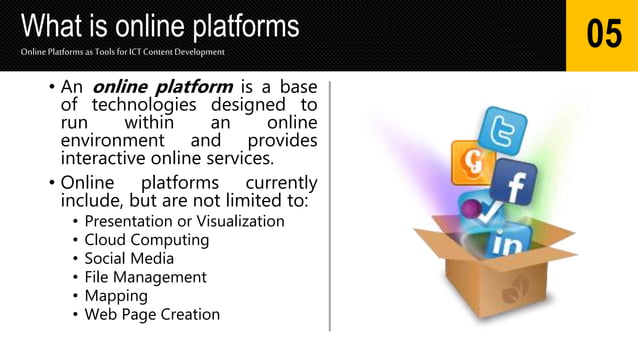 What is online platforms
Online Platforms as Tools for ICT Content Development
05
• An online platform is a base
of technologies designed to
run within an online
environment and provides
interactive online services.
• Online platforms currently
include, but are not limited to:
• Presentation or Visualization
• Cloud Computing
• Social Media
• File Management
• Mapping
• Web Page Creation
f
in